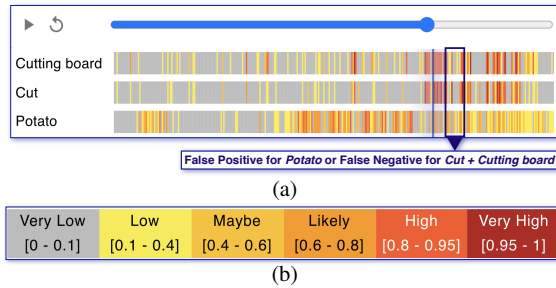 Cutting board
Cut
Potato
False Positive for Potato or False Negative for Cut + Cutting board
(a)
Very Low Low Maybe Likely High Very High
[0 - 0.1] [0.1 - 0.4] [0.4 - 0.6] [0.6 - 0.8] [0.8 - 0.95] [0.95 - 1]
(b)